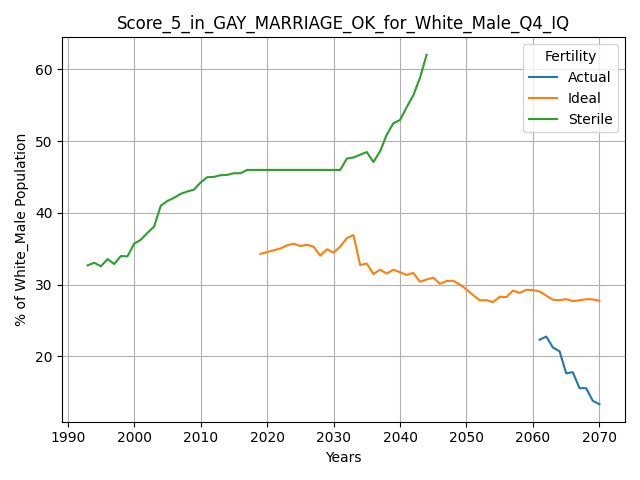 Score_5_in_GAY_MARRIAGE_OK_for_White_Male_Q4_IQ
Fertility
Actual
Ideal
Sterile
% of White_Male Population
60
50
40
30
20
1990 2000 2010 2020 2030 2040 2050 2060 2070
Years